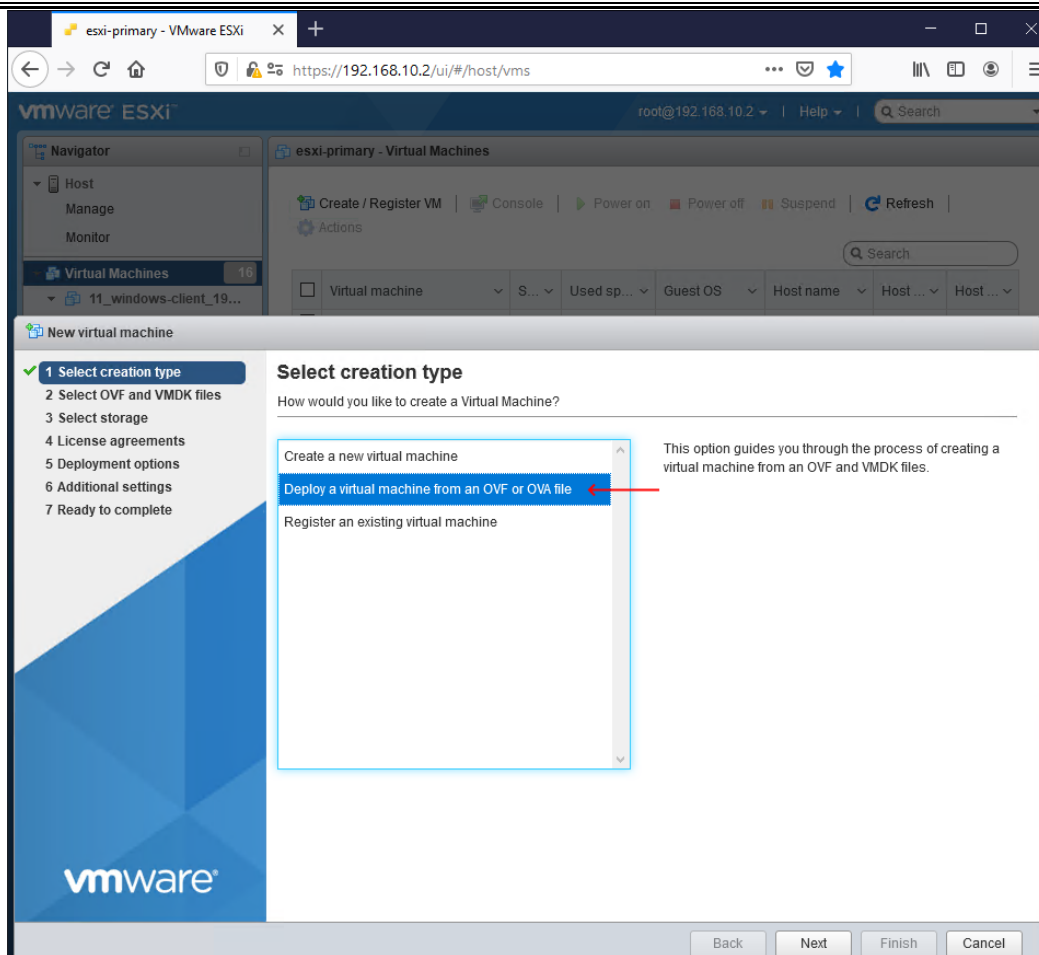 esxi-primary - VMware ESXi
https://192.168.10.2/ui/#/host/vms
vmware ESXi™
root@192.168.10.2 | Help | Search
Navigator
esxi-primary - Virtual Machines
Host
Manage
Monitor
Create / Register VM | Console | Power on Power off Suspend | Refresh |
Actions
Search
Virtual Machines 16
11_windows-client_19...
Virtual machine S... Used sp... Guest OS Host name Host ... Host ...
New virtual machine
1 Select creation type
2 Select OVF and VMDK files
3 Select storage
4 License agreements
5 Deployment options
6 Additional settings
7 Ready to complete
Select creation type
How would you like to create a Virtual Machine?
Create a new virtual machine
Deploy a virtual machine from an OVF or OVA file
Register an existing virtual machine
This option guides you through the process of creating a
virtual machine from an OVF and VMDK files.
vmware®
Back Next Finish Cancel